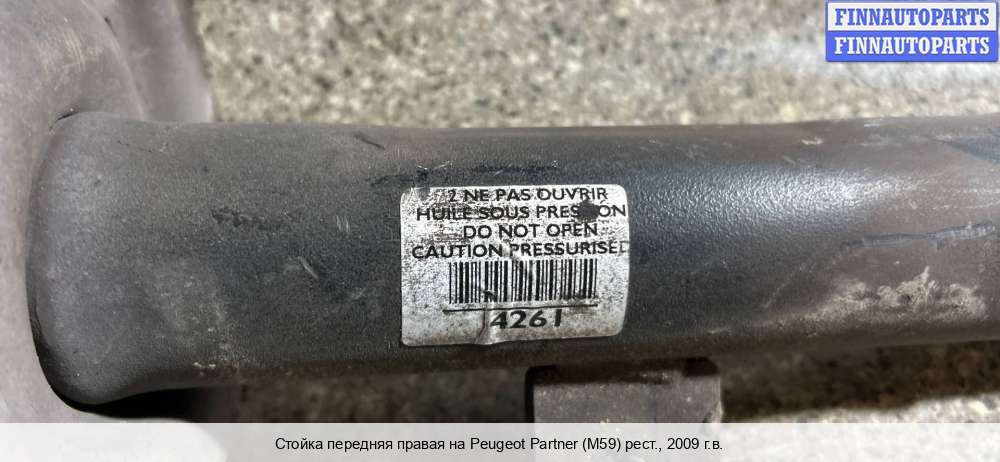 FINNAUTOPARTS
FINNAUTOPARTS
2 NE PAS OUVRIR
HUILE SOUS PRESSION
DO NOT OPEN
CAUTION PRESSURISED
4261
Стойка передняя правая на Peugeot Partner (M59) рест., 2009 г.в.